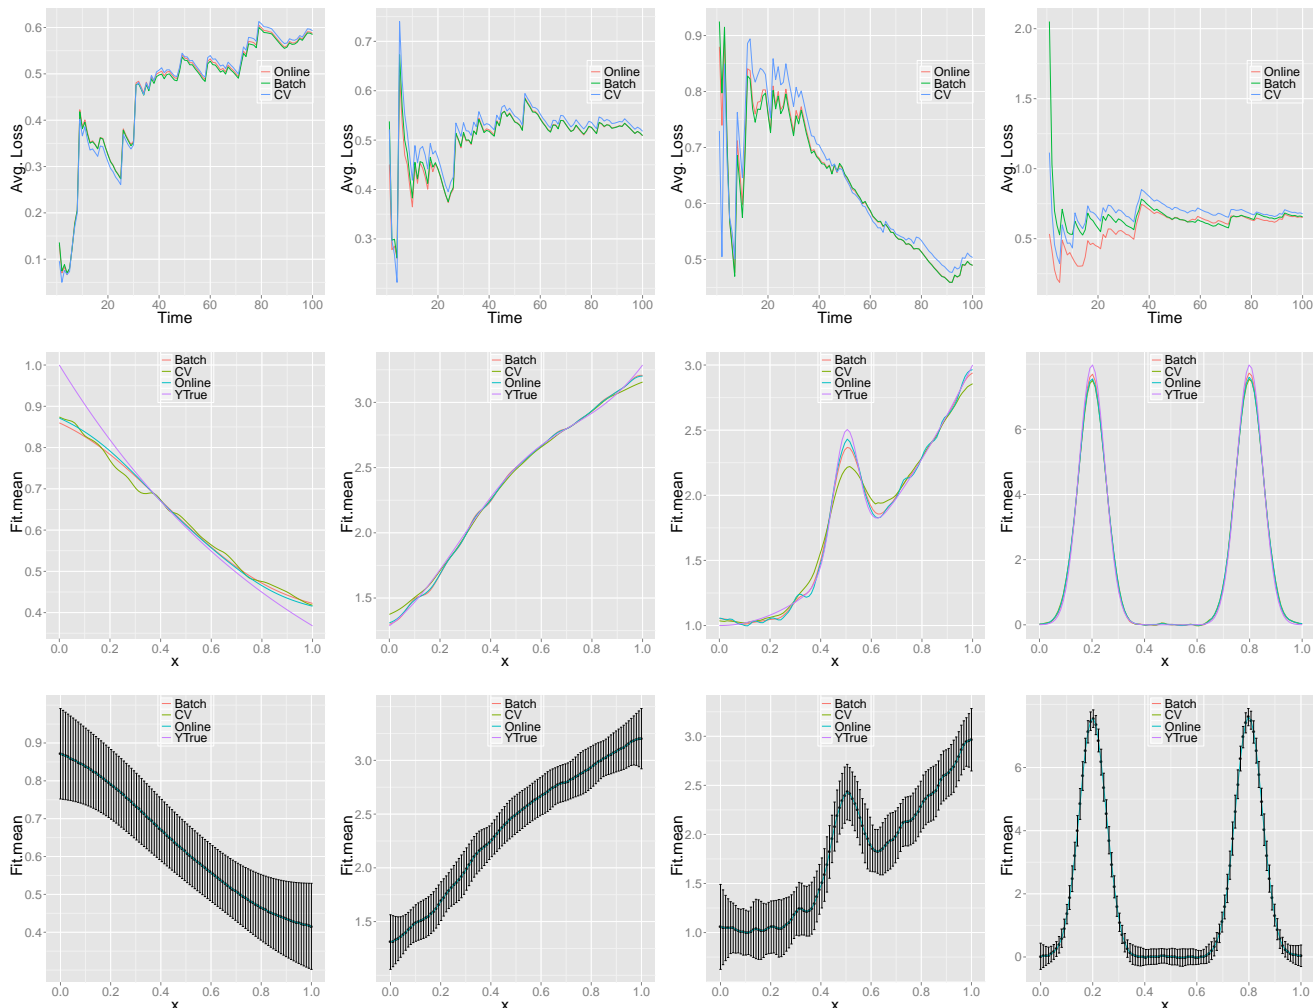 Avg. Loss
0.6
0.5
0.4
0.3
0.2
0.1
Online
Batch
CV
20
40
60
80
100
Time
Avg. Loss
0.7
0.6
0.5
0.4
0.3
Online
Batch
CV
0
20
40
60
80
100
Time
Avg. Loss
0.9
0.8
0.7
0.6
0.5
Online
Batch
CV
0
20
40
60
80
100
Time
Avg. Loss
2.0
1.5
1.0
0.5
Online
Batch
CV
0
20
40
60
80
100
Time
Fit.mean
1.0
0.9
0.8
0.7
0.6
0.5
0.4
Batch
CV
Online
YTrue
0.0
0.2
0.4
0.6
0.8
1.0
x
Fit.mean
3.0
2.5
2.0
1.5
Batch
CV
Online
YTrue
0.0
0.2
0.4
0.6
0.8
1.0
x
Fit.mean
3.0
2.5
2.0
1.5
1.0
Batch
CV
Online
YTrue
0.0
0.2
0.4
0.6
0.8
1.0
x
Fit.mean
6
4
2
0
Batch
CV
Online
YTrue
0.0
0.2
0.4
0.6
0.8
1.0
x
Fit.mean
0.9
0.8
0.7
0.6
0.5
0.4
Batch
CV
Online
YTrue
0.0
0.2
0.4
0.6
0.8
1.0
x
Fit.mean
3.0
2.5
2.0
1.5
Batch
CV
Online
YTrue
0.0
0.2
0.4
0.6
0.8
1.0
x
Fit.mean
3.0
2.5
2.0
1.5
1.0
Batch
CV
Online
YTrue
0.0
0.2
0.4
0.6
0.8
1.0
x
Fit.mean
6
4
2
0
Batch
CV
Online
YTrue
0.0
0.2
0.4
0.6
0.8
1.0
x